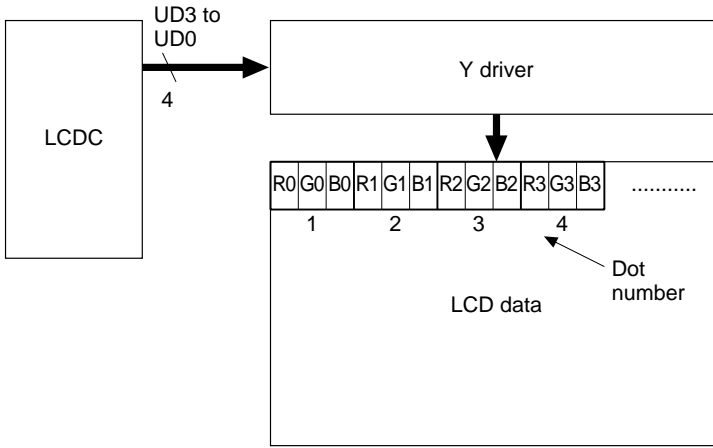 UD3 to
UD0
4
LCDC
Y driver
R0 G0 B0 R1 G1 B1 R2 G2 B2 R3 G3 B3 ...........
1 2 3 4
Dot
number
LCD data